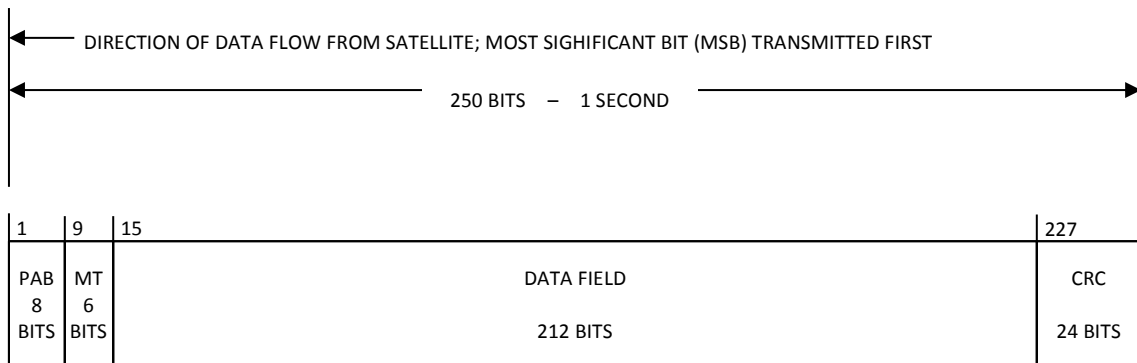 DIRECTION OF DATA FLOW FROM SATELLITE; MOST SIGHIFICANT BIT (MSB) TRANSMITTED FIRST
250 BITS – 1 SECOND
1 9 15 227
PAB MT DATA FIELD CRC
8 6
BITS BITS 212 BITS 24 BITS